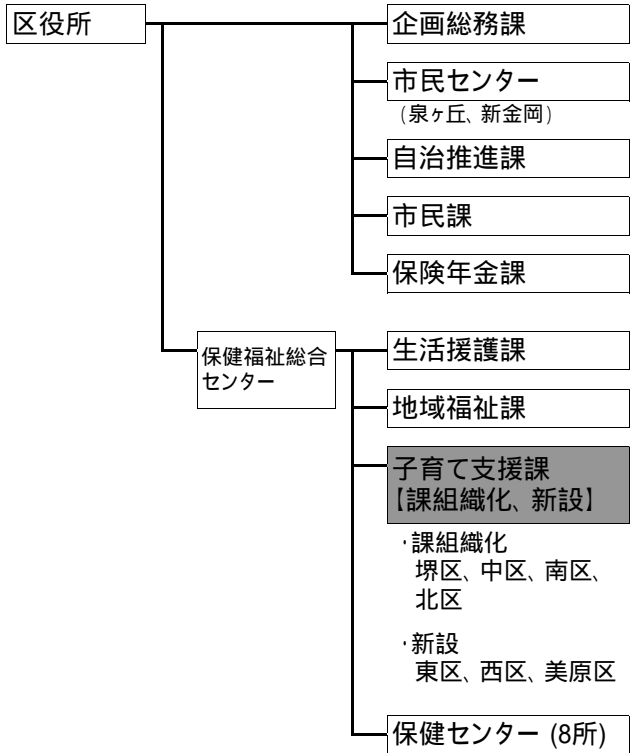 区役所
企画総務課
市民センター
(泉ヶ丘、新金岡)
自治推進課
市民課
保険年金課
保健福祉総合
センター
生活援護課
地域福祉課
子育て支援課
【課組織化、新設】
・課組織化
堺区、中区、南区、
北区
・新設
東区、西区、美原区
保健センター (8所)